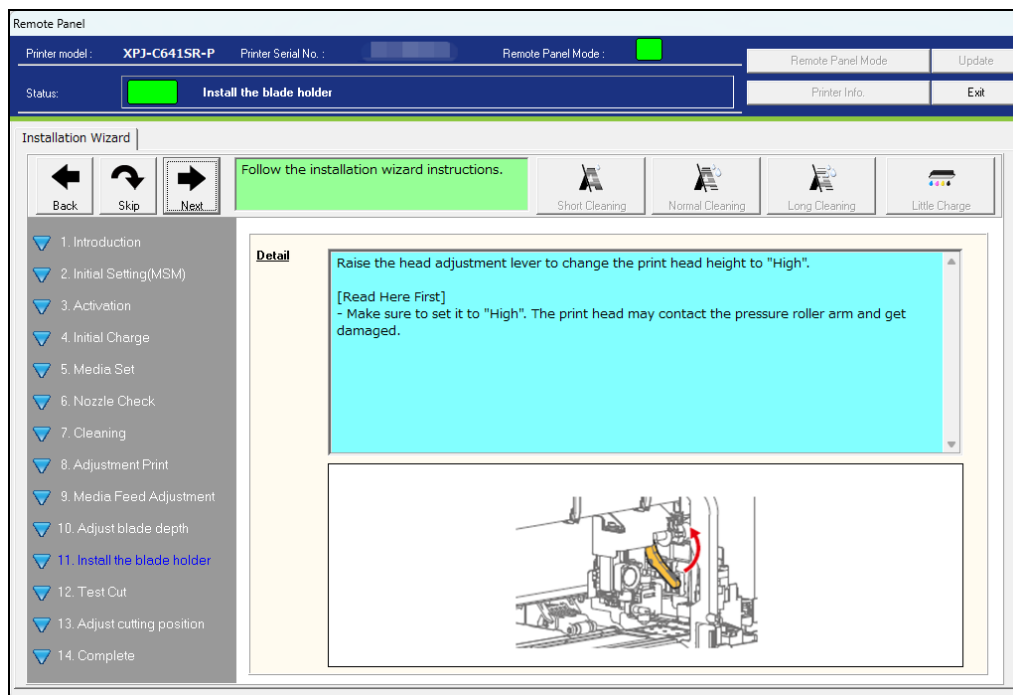 Remote Panel
Printer model : XPJ-C641SR-P Printer Serial No. : Remote Panel Mode :
Remote Panel Mode Update
Status: Install the blade holder
Printer Info. Exit
Installation Wizard
Back Skip Next
Follow the installation wizard instructions.
Short Cleaning Normal Cleaning Long Cleaning Little Charge
1. Introduction
2. Initial Setting(MSM)
3. Activation
4. Initial Charge
5. Media Set
6. Nozzle Check
7. Cleaning
8. Adjustment Print
9. Media Feed Adjustment
10. Adjust blade depth
11. Install the blade holder
12. Test Cut
13. Adjust cutting position
14. Complete
Detail
Raise the head adjustment lever to change the print head height to "High".
[Read Here First]
- Make sure to set it to "High". The print head may contact the pressure roller arm and get
damaged.